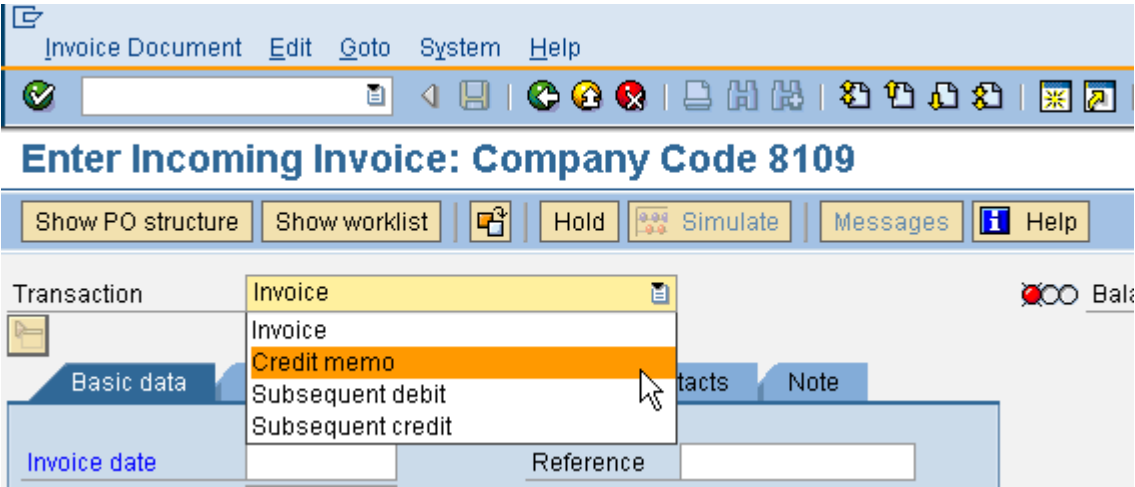 Invoice Document Edit Goto System Help
Enter Incoming Invoice: Company Code 8109
Show PO structure Show worklist Hold Simulate Messages Help
Transaction Invoice Bala
Invoice
Credit memo
Basic data tacts Note
Subsequent debit
Subsequent credit
Invoice date Reference